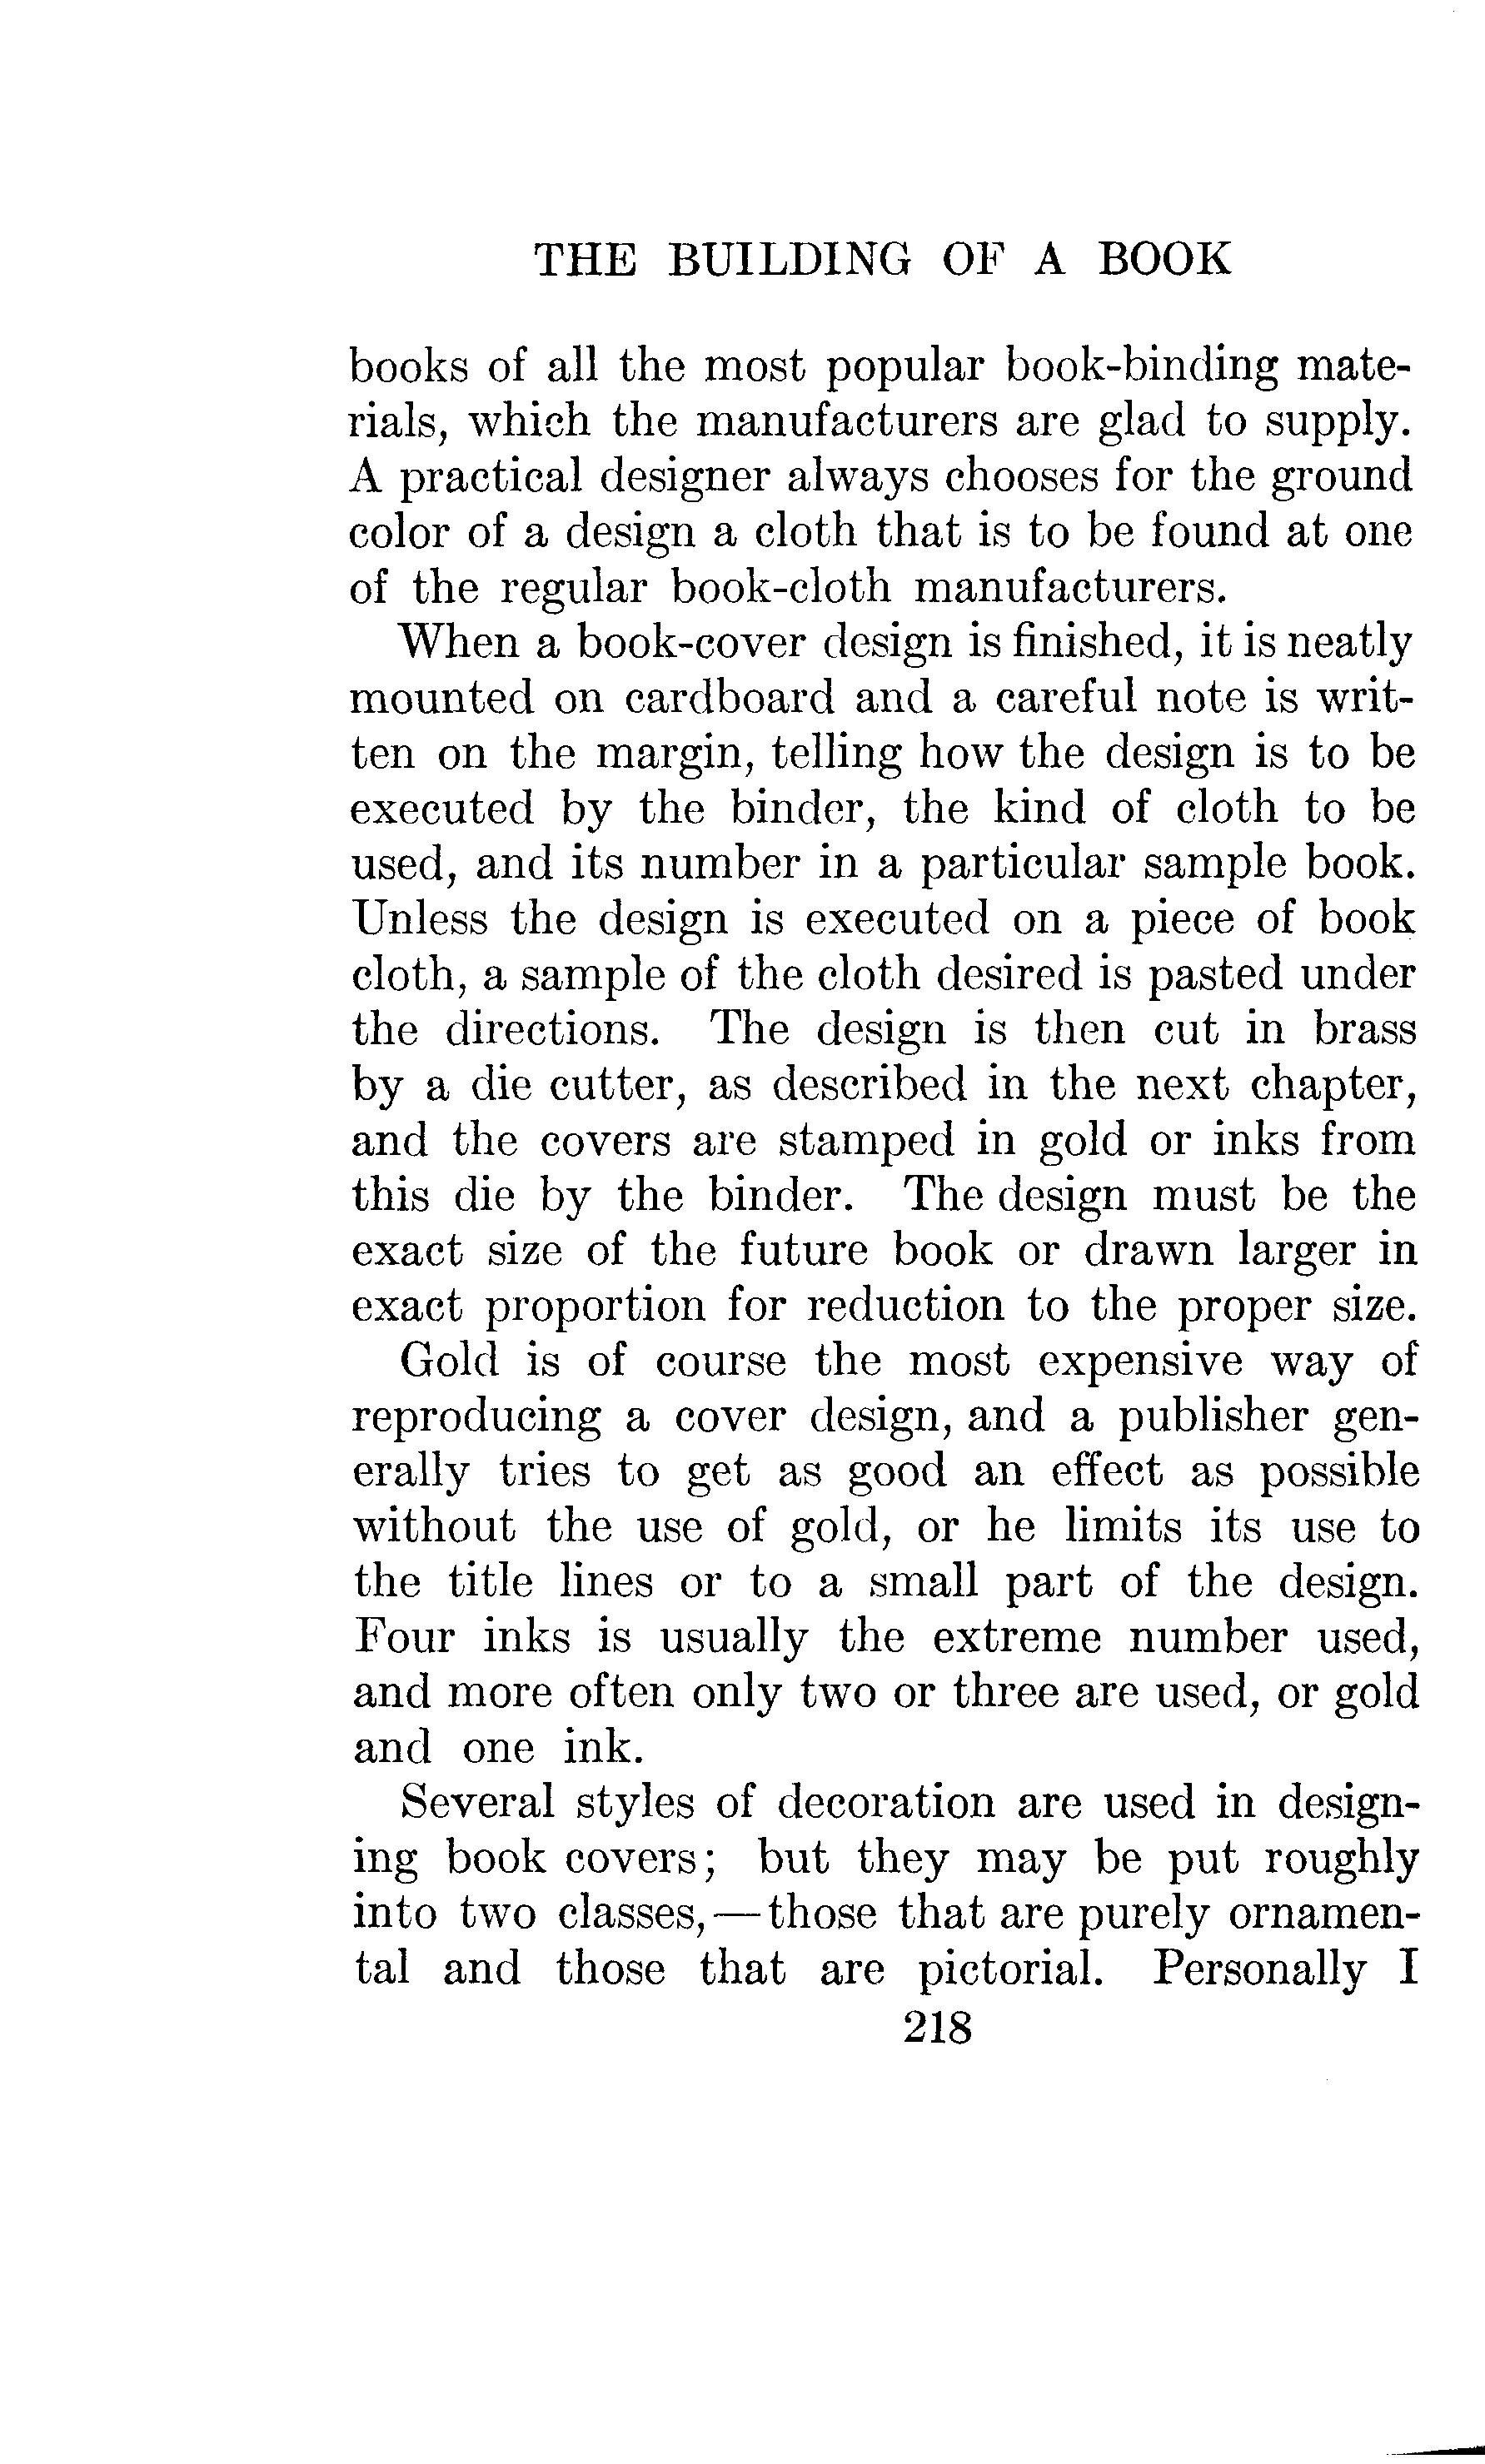 THE BUILDING OF A BOOK
books of all the most popular book-binding mate-
rials, which the manufacturers are glad to supply.
A practical designer always chooses for the ground
color of a design a cloth that is to be found at one
of the regular book-cloth manufacturers.
When a book-cover design is finished, it is neatly
mounted on cardboard and a careful note is writ-
ten on the margin, telling how the design is to be
executed by the binder, the kind of cloth to be
used, and its number in a particular sample book.
Unless the design is executed on a piece of book
cloth, a sample of the cloth desired is pasted under
the directions. The design is then cut in brass
by a die cutter, as described in the next chapter,
and the covers are stamped in gold or inks from
this die by the binder. The design must be the
exact size of the future book or drawn larger in
exact proportion for reduction to the proper size.
Gold is of course the most expensive way of
reproducing a cover design, and a publisher gen-
erally tries to get as good an effect as possible
without the use of gold, or he limits its use to
the title lines or to a small part of the design.
Four inks is usually the extreme number used,
and more often only two or three are used, or gold
and one ink.
Several styles of decoration are used in design-
ing book covers; but they may be put roughly
into two classes,—those that are purely ornamen-
tal and those that are pictorial. Personally I
218